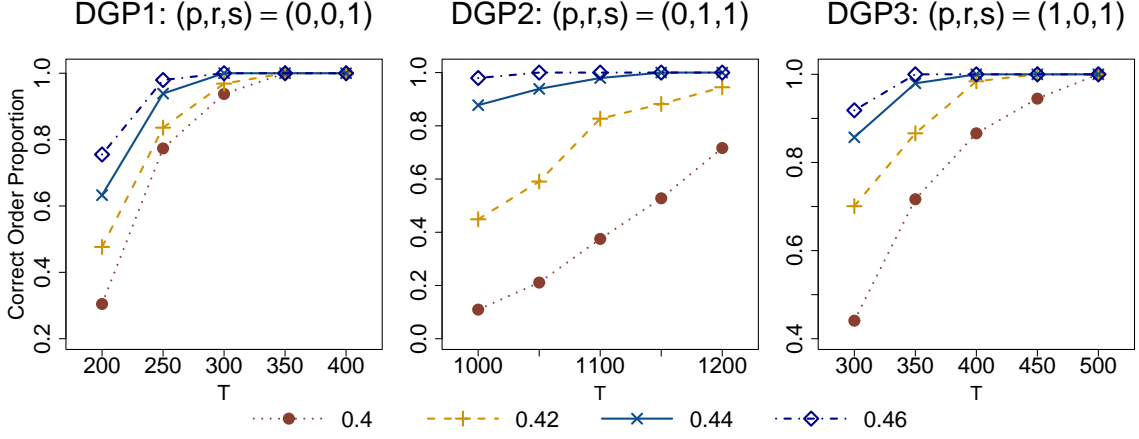 DGP1: (p,r,s) = (0,0,1)
DGP2: (p,r,s) = (0,1,1)
DGP3: (p,r,s) = (1,0,1)
Correct Order Proportion
0.2 0.4 0.6 0.8 1.0
200 250 300 350 400
T
0.0 0.2 0.4 0.6 0.8 1.0
1000 1100 1200
T
0.4 0.6 0.8 1.0
300 350 400 450 500
T
0.4 0.42 0.44 0.46